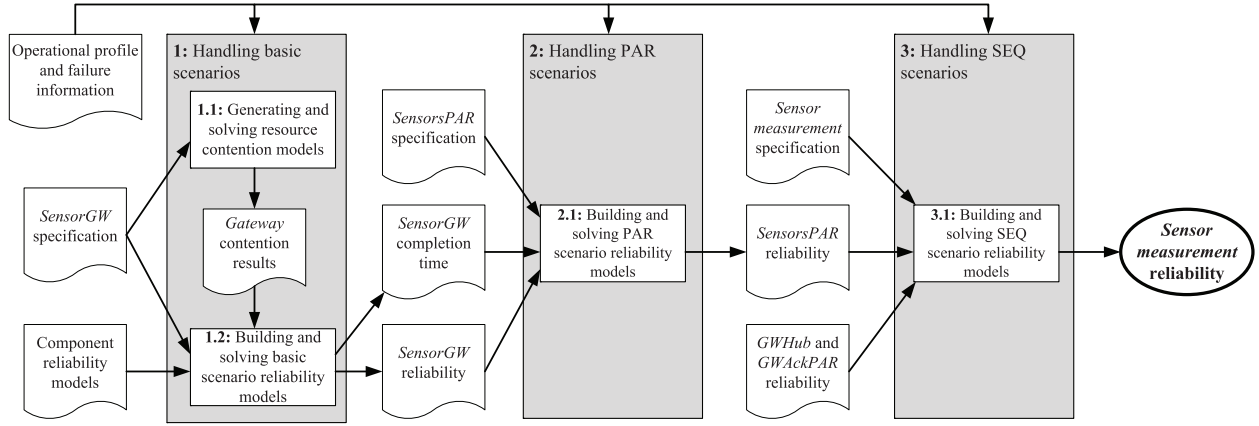 Operational profile
and failure
information
1: Handling basic
scenarios
1.1: Generating and
solving resource
contention models
SensorGW
specification
Gateway
contention
results
Component
reliability
models
1.2: Building and
solving basic
scenario reliability
models
2: Handling PAR
scenarios
SensorsPAR
specification
SensorGW
completion
time
SensorGW
reliability
2.1: Building and
solving PAR
scenario reliability
models
3: Handling SEQ
scenarios
Sensor
measurement
specification
SensorsPAR
reliability
GWHub and
GWAckPAR
reliability
3.1: Building and
solving SEQ
scenario reliability
models
Sensor
measurement
reliability